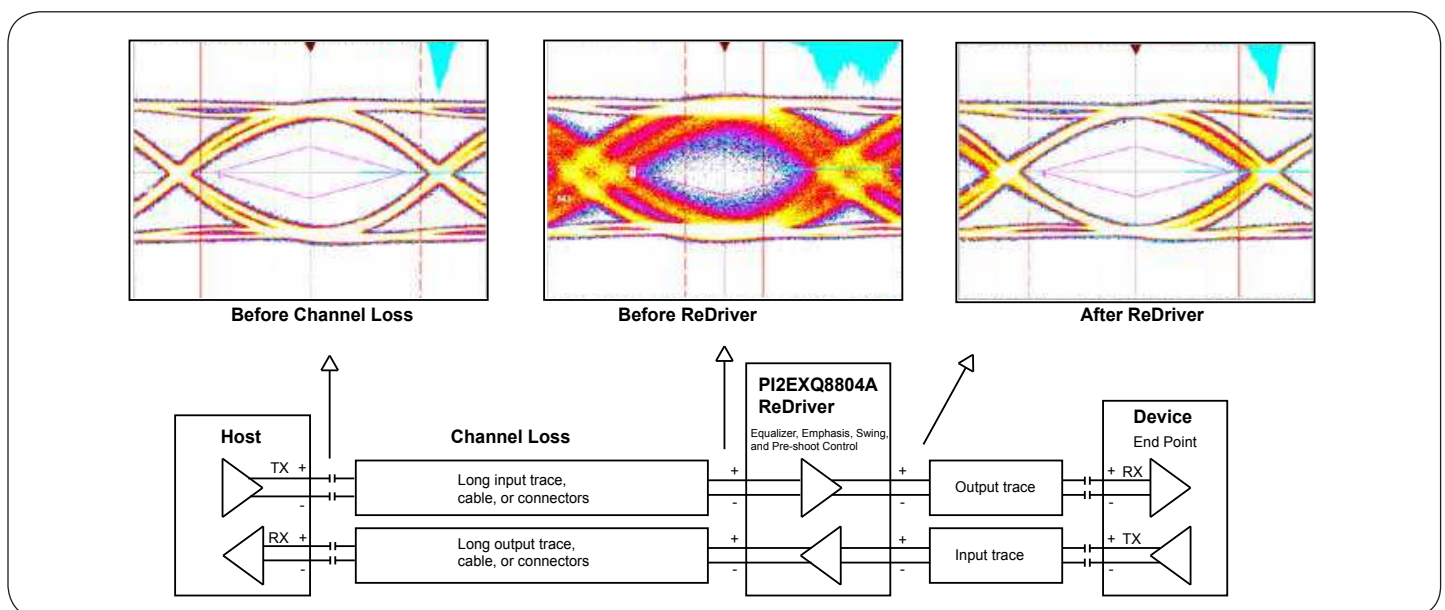 Before Channel Loss
Before ReDriver
After ReDriver
PI2EXQ8804A
ReDriver
Equalizer, Emphasis, Swing,
and Pre-shoot Control
Host
Channel Loss
Device
End Point
TX +
-
Long input trace,
cable, or connectors
+
-
+
-
Output trace
+ RX
-
RX +
-
Long output trace,
cable, or connectors
+
-
+
-
Input trace
+ TX
-